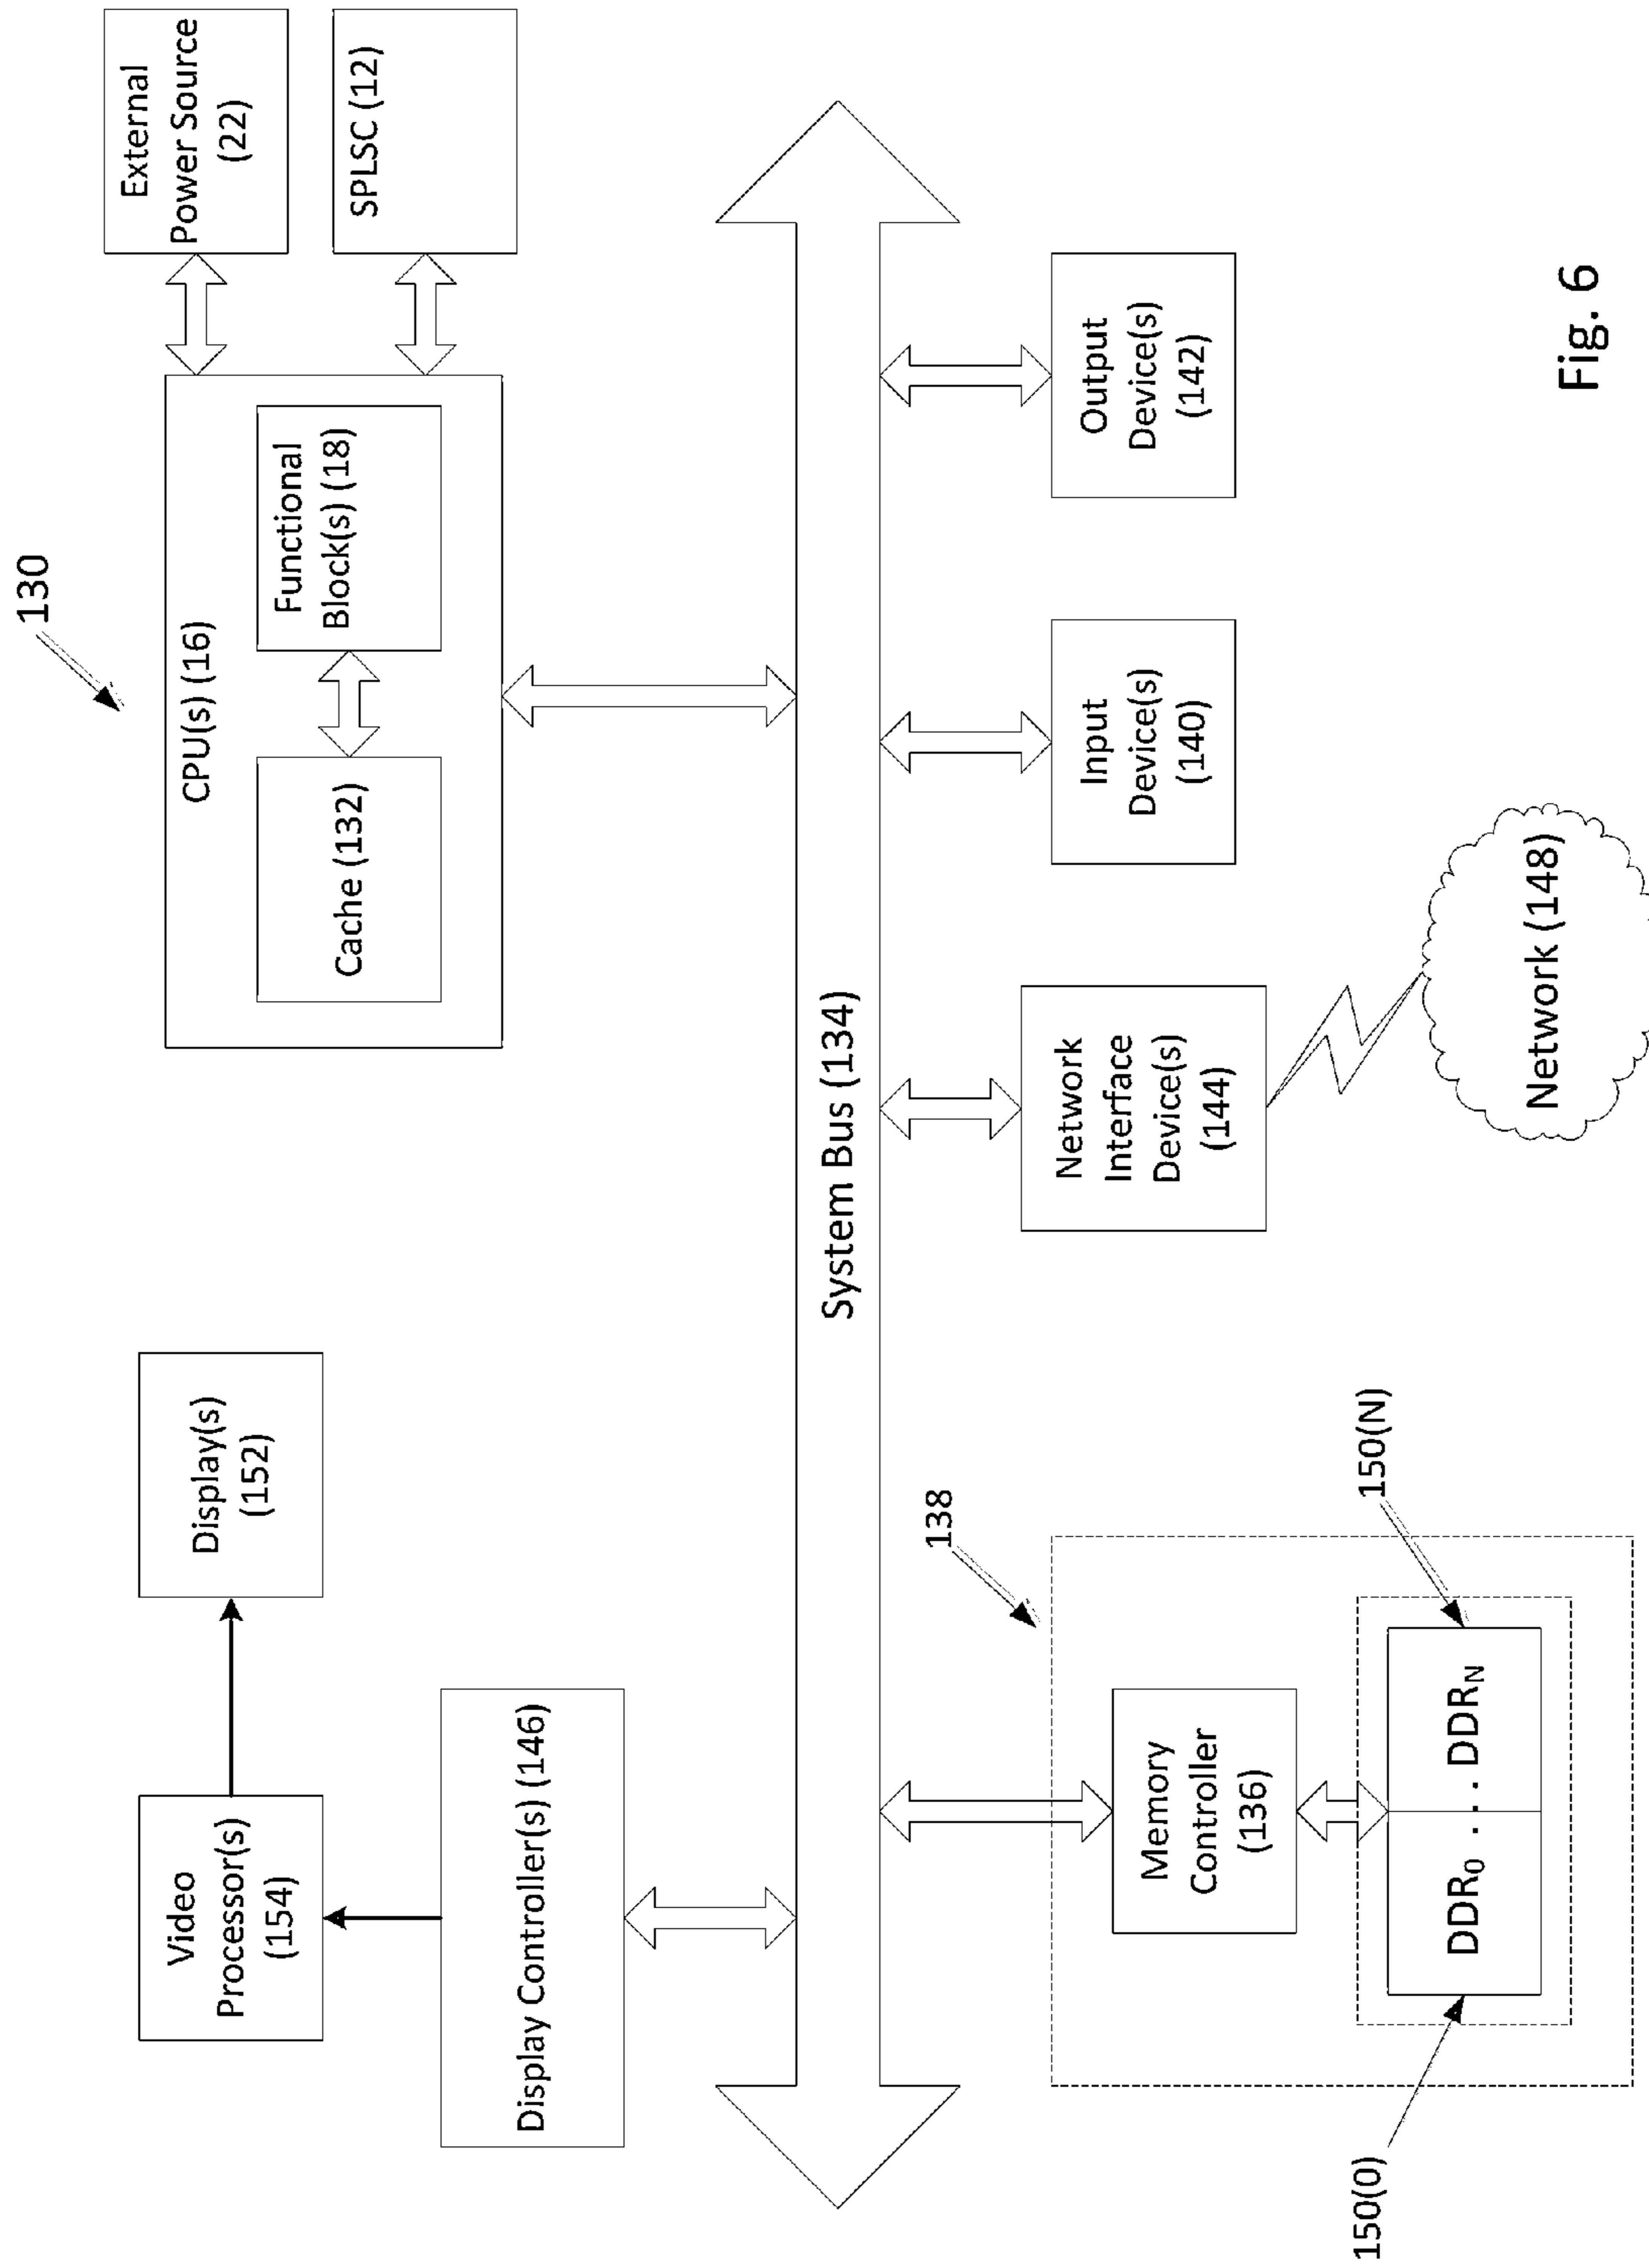 130
External
Power Source
(22)
SPLSC (12)
CPU(s) (16)
Functional
Block(s) (18)
Cache (132)
Display(s)
(152)
Video
Processor(s)
(154)
Display Controller(s) (146)
System Bus (134)
138
Memory
Controller
(136)
150(N)
DDR0 . . . DDRN
150(0)
Network
Interface
Device(s)
(144)
Input
Device(s)
(140)
Output
Device(s)
(142)
Network (148)
Fig. 6